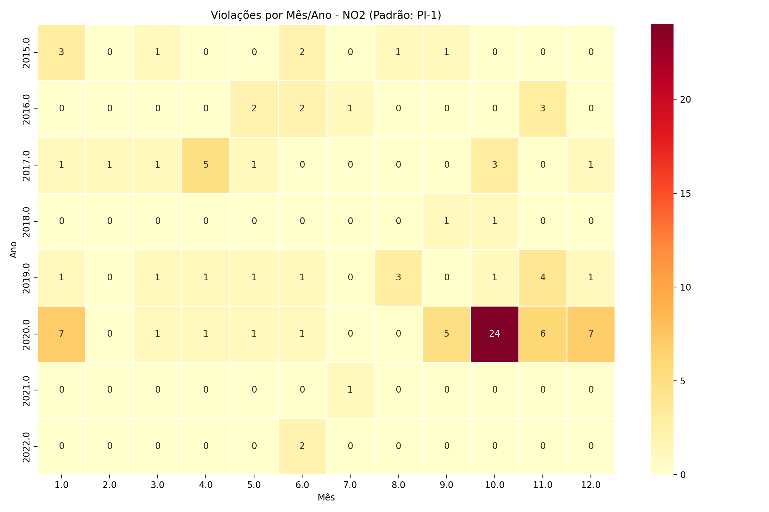 Violações por Mês/Ano - NO2 (Padrão: PI-1)
2015.0 3 0 1 0 0 2 0 1 1 0 0 0
2016.0 0 0 0 0 2 2 1 0 0 0 3 0
2017.0 1 1 1 5 1 0 0 0 0 3 0 1
2018.0 0 0 0 0 0 0 0 0 1 1 0 0
2019.0 1 0 1 1 1 1 0 3 0 1 4 1
2020.0 7 0 1 1 1 1 0 0 5 24 6 7
2021.0 0 0 0 0 0 0 1 0 0 0 0 0
2022.0 0 0 0 0 0 2 0 0 0 0 0 0
1.0 2.0 3.0 4.0 5.0 6.0 7.0 8.0 9.0 10.0 11.0 12.0
Mês
Ano
20
15
10
5
0